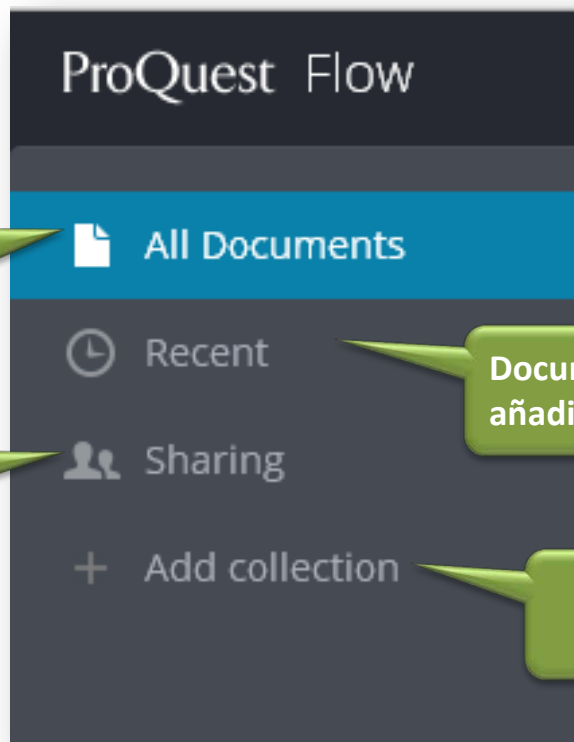 ProQuest Flow
All Documents
Recent
Sharing
Add collection